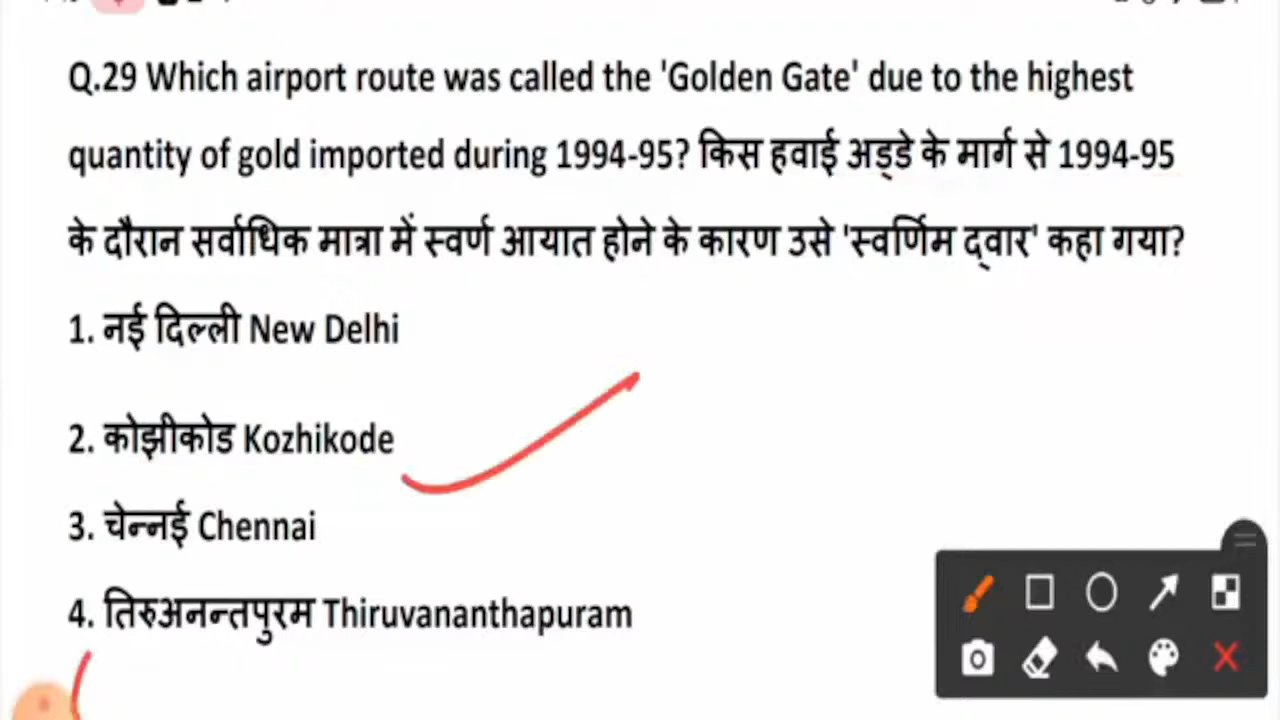 Q.29 Which airport route was called the 'Golden Gate' due to the highest
quantity of gold imported during 1994-95? किस हवाई अड्डे के मार्ग से 1994-95
के दौरान सर्वाधिक मात्रा में स्वर्ण आयात होने के कारण उसे 'स्वर्णिम द्वार' कहा गया?
1. नई दिल्ली New Delhi
2. कोझीकोड Kozhikode
3. चेन्नई Chennai
4. तिरुअनन्तपुरम Thiruvananthapuram